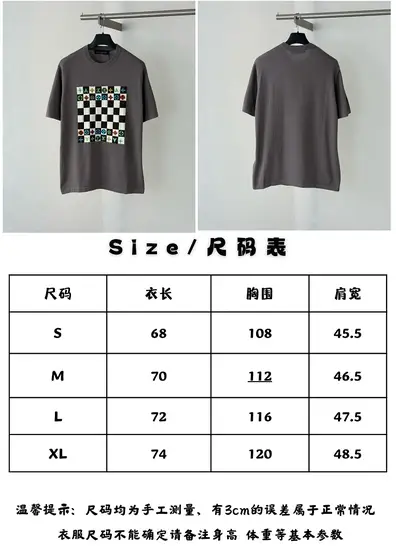 Size/尺码表
尺码 衣长 胸围 肩宽
S 68 108 45.5
M 70 112 46.5
L 72 116 47.5
XL 74 120 48.5
温馨提示：尺码均为手工测量、有3cm的误差属于正常情况
衣服尺码不能确定请备注身高 体重等基本参数